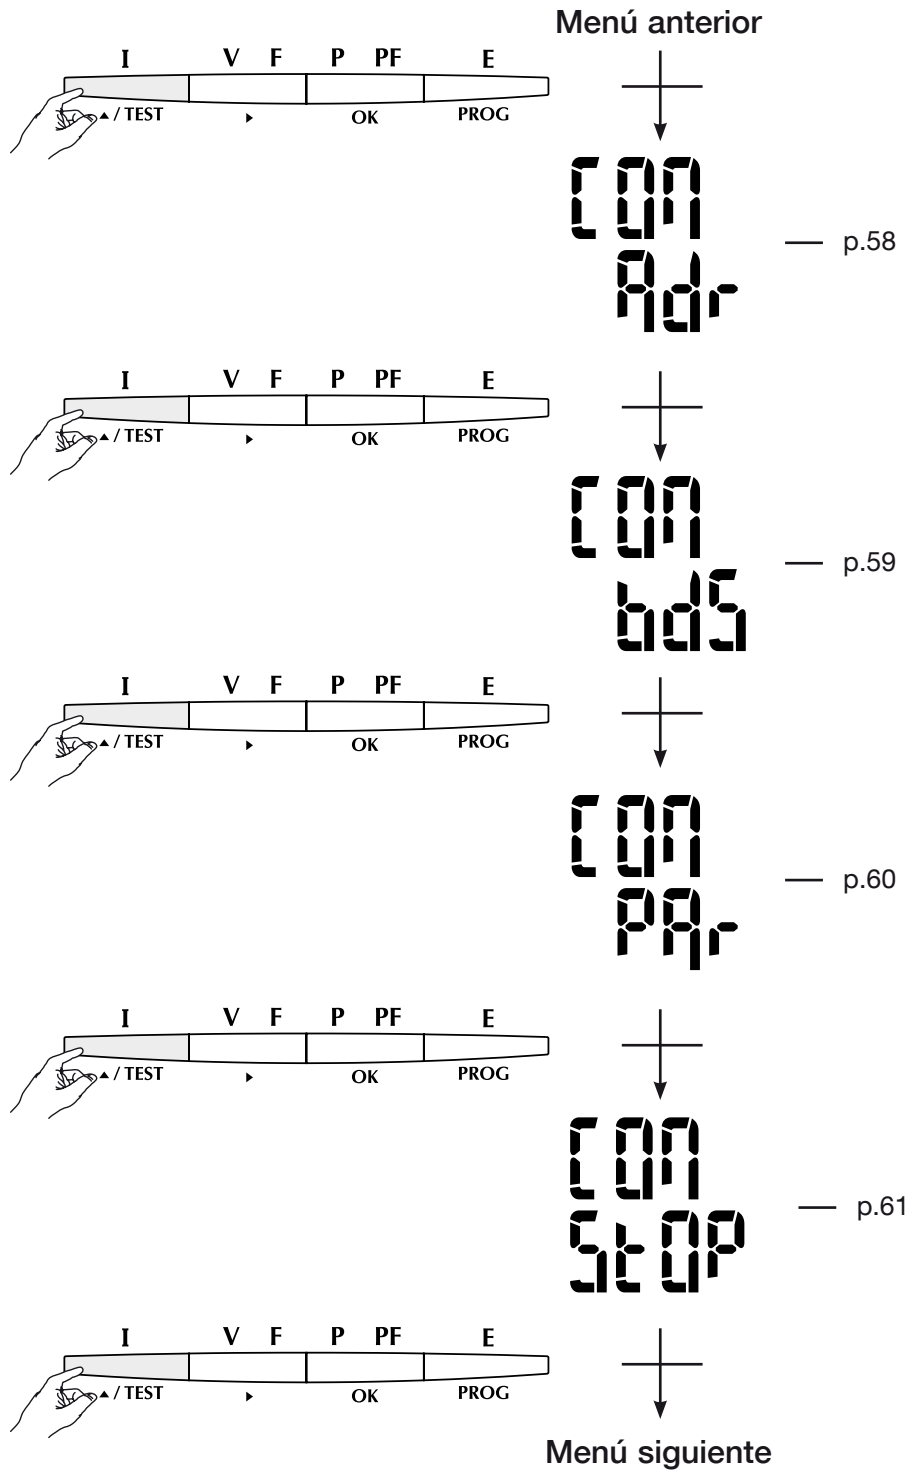 Menú anterior
I V F P PF E
▲ / TEST ▶ OK PROG
COM
Adr
p.58
I V F P PF E
▲ / TEST ▶ OK PROG
COM
bdS
p.59
I V F P PF E
▲ / TEST ▶ OK PROG
COM
PAr
p.60
I V F P PF E
▲ / TEST ▶ OK PROG
COM
StOP
p.61
I V F P PF E
▲ / TEST ▶ OK PROG
Menú siguiente